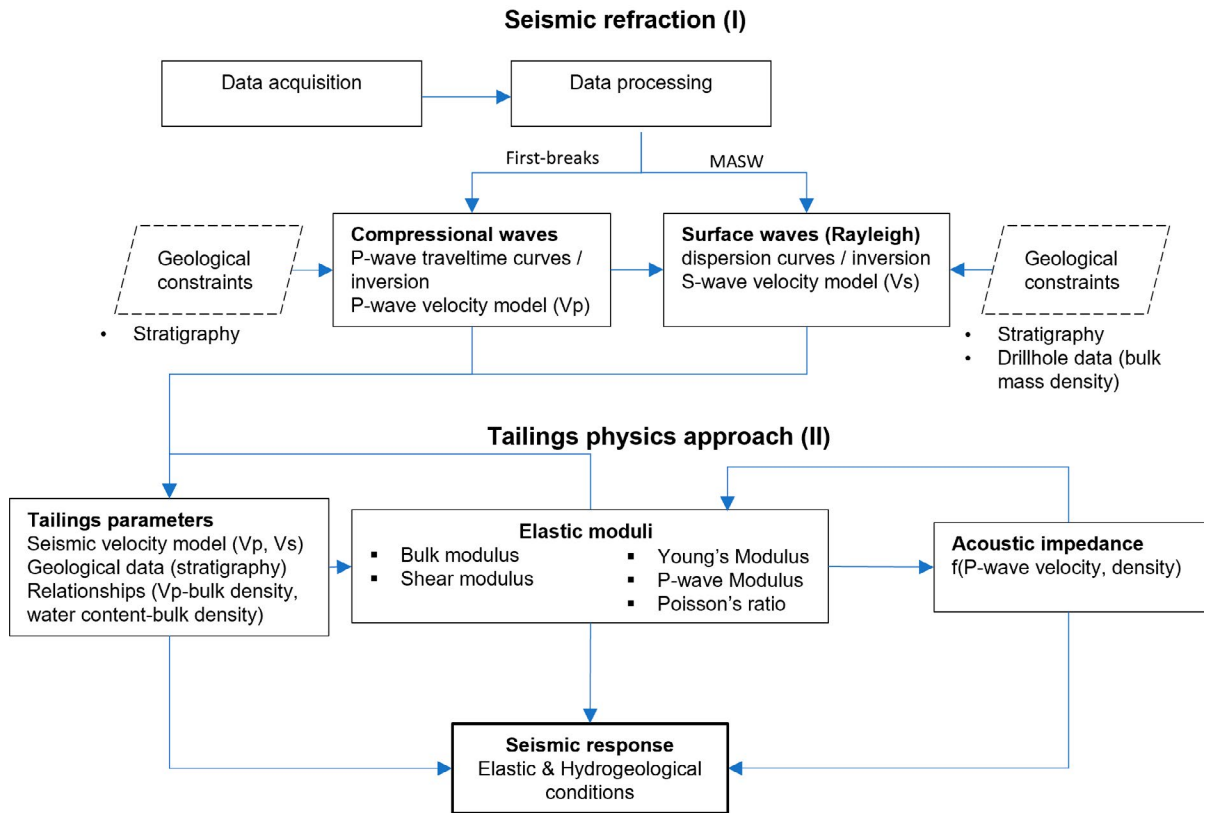 Seismic refraction (I)
Data acquisition
Data processing
First-breaks
MASW
Geological
constraints
• Stratigraphy
Compressional waves
P-wave traveltime curves /
inversion
P-wave velocity model (Vp)
Surface waves (Rayleigh)
dispersion curves / inversion
S-wave velocity model (Vs)
Geological
constraints
• Stratigraphy
• Drillhole data (bulk
mass density)
Tailings physics approach (II)
Tailings parameters
Seismic velocity model (Vp, Vs)
Geological data (stratigraphy)
Relationships (Vp-bulk density,
water content-bulk density)
Elastic moduli
▪ Bulk modulus
▪ Shear modulus
▪ Young's Modulus
▪ P-wave Modulus
▪ Poisson's ratio
Acoustic impedance
f(P-wave velocity, density)
Seismic response
Elastic & Hydrogeological
conditions